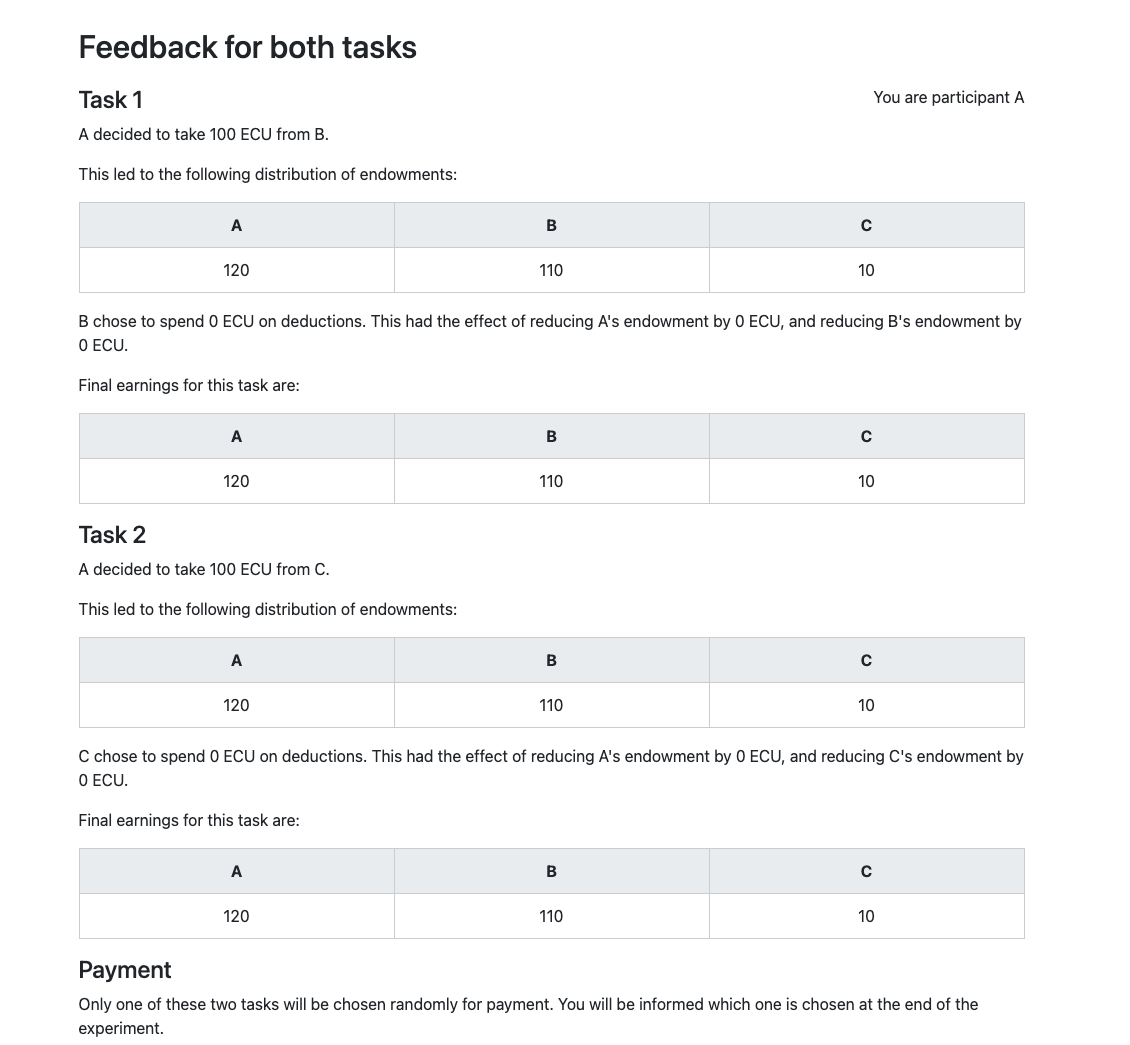 Feedback for both tasks
Task 1
You are participant A
A decided to take 100 ECU from B.
This led to the following distribution of endowments:
A B C
120 110 10
B chose to spend 0 ECU on deductions. This had the effect of reducing A's endowment by 0 ECU, and reducing B's endowment by
0 ECU.
Final earnings for this task are:
A B C
120 110 10
Task 2
A decided to take 100 ECU from C.
This led to the following distribution of endowments:
A B C
120 110 10
C chose to spend 0 ECU on deductions. This had the effect of reducing A's endowment by 0 ECU, and reducing C's endowment by
0 ECU.
Final earnings for this task are:
A B C
120 110 10
Payment
Only one of these two tasks will be chosen randomly for payment. You will be informed which one is chosen at the end of the
experiment.